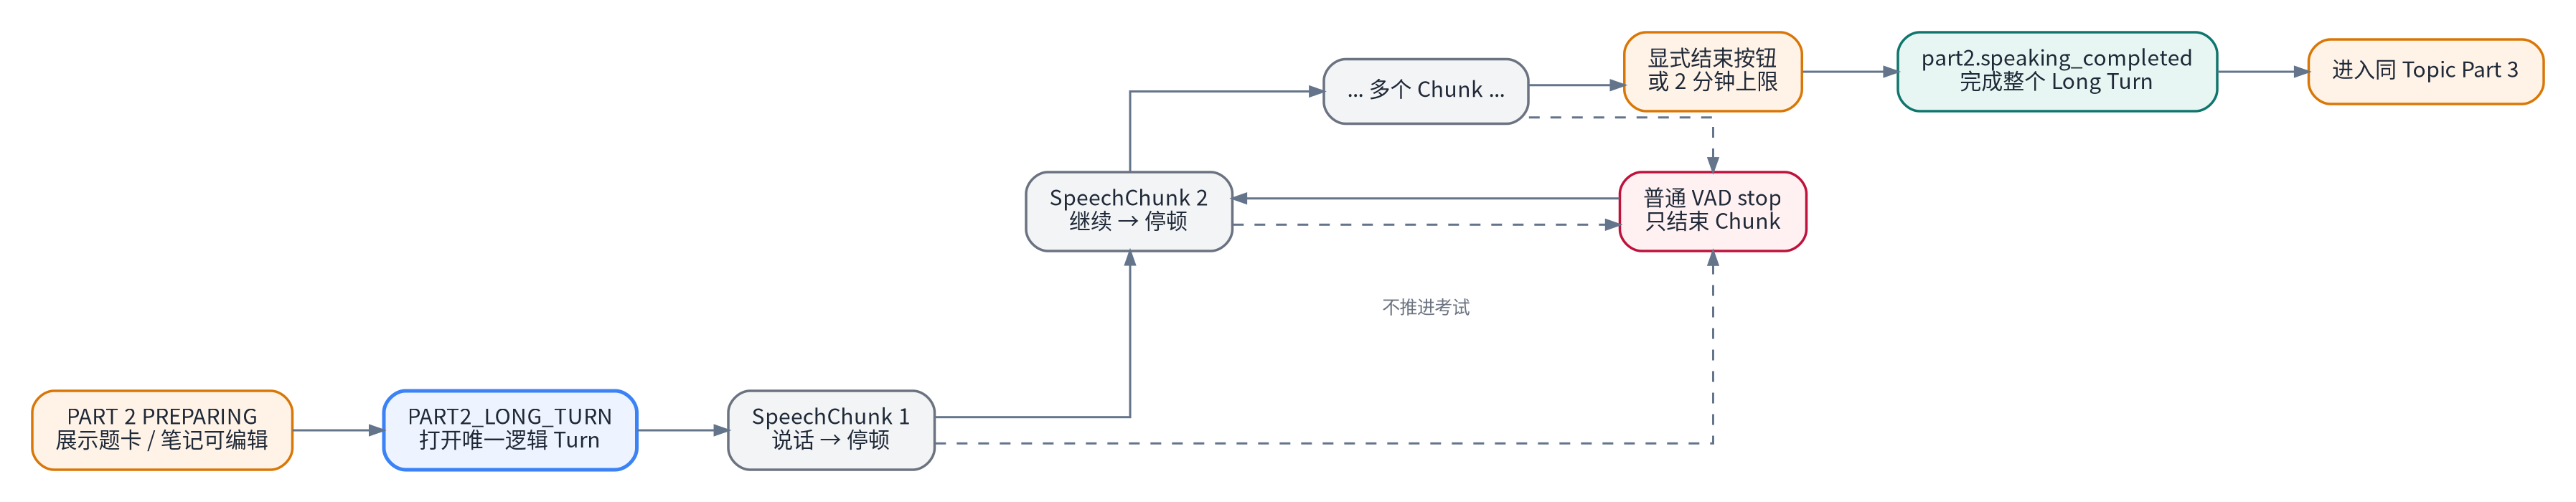 PART 2 PREPARING
展示题卡 / 笔记可编辑
PART2_LONG_TURN
打开唯一逻辑 Turn
SpeechChunk 1
说话 → 停顿
SpeechChunk 2
继续 → 停顿
... 多个 Chunk ...
显式结束按钮
或 2 分钟上限
part2.speaking_completed
完成整个 Long Turn
进入同 Topic Part 3
普通 VAD stop
只结束 Chunk
不推进考试